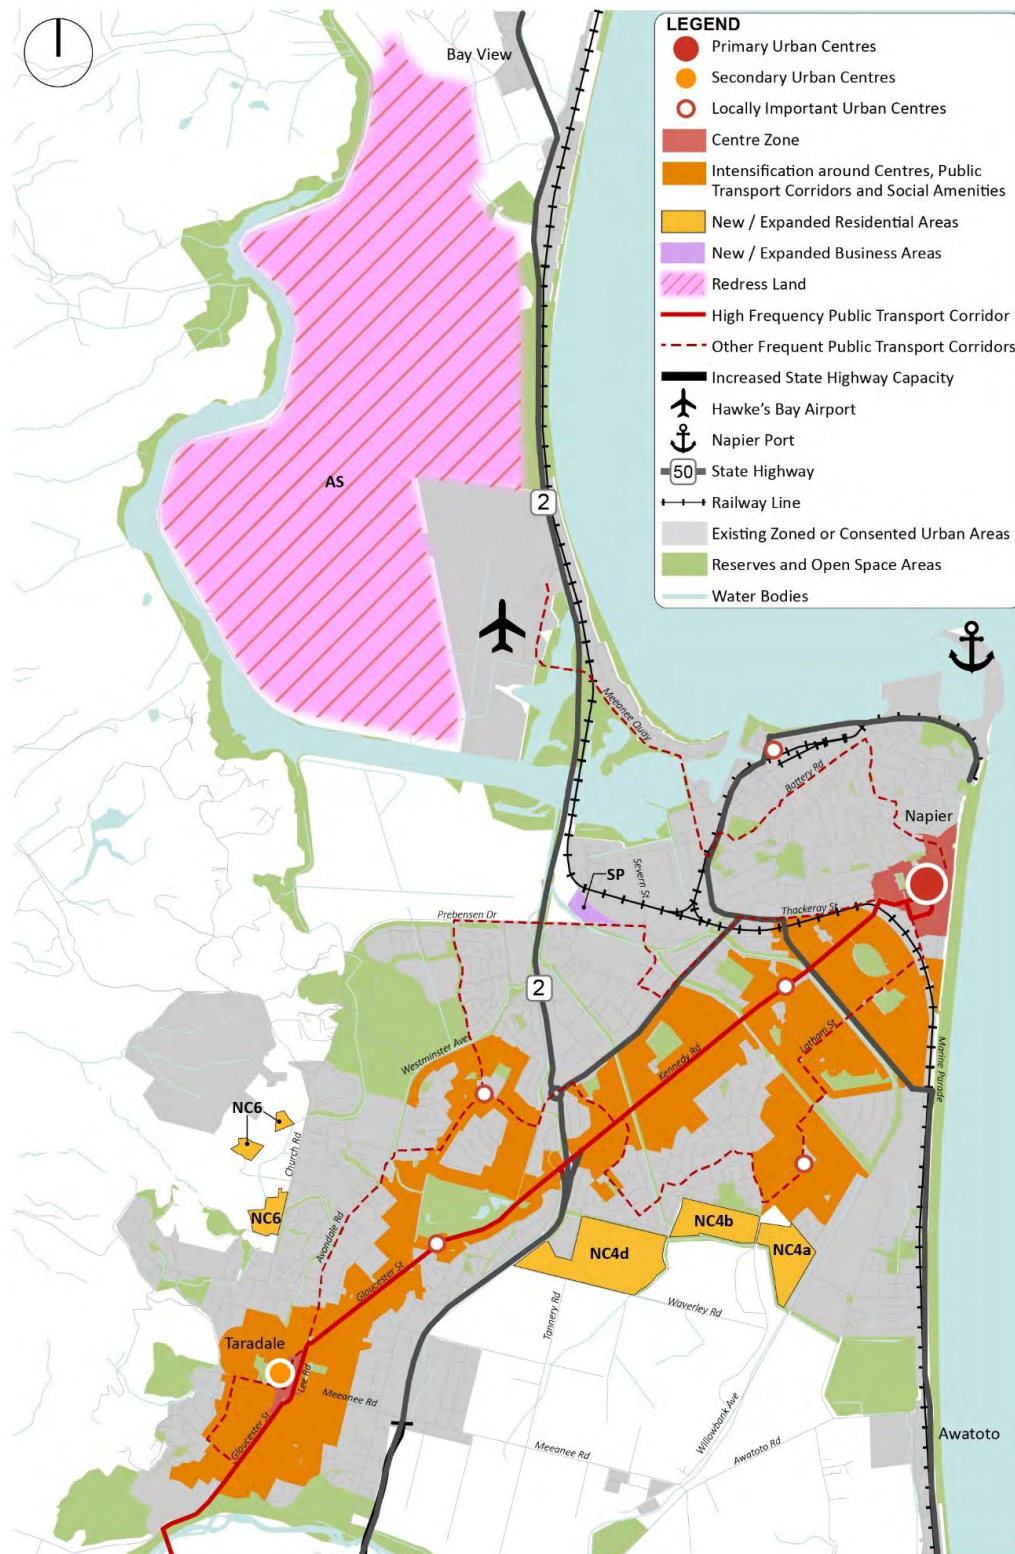 Bay View
LEGEND
Primary Urban Centres
Secondary Urban Centres
Locally Important Urban Centres
Centre Zone
Intensification around Centres, Public
Transport Corridors and Social Amenities
New / Expanded Residential Areas
New / Expanded Business Areas
Redress Land
High Frequency Public Transport Corridor
Other Frequent Public Transport Corridors
Increased State Highway Capacity
Hawke's Bay Airport
Napier Port
50 State Highway
Railway Line
Existing Zoned or Consented Urban Areas
Reserves and Open Space Areas
Water Bodies
AS
2
Meeanee Quay
Battery Rd
Napier
SP
Severn St
Thackeray St
Prebensen Dr
2
Latham St
Kennedy Rd
Westminster Ave
Marine Parade
NC6
Church Rd
NC6
Avondale Rd
NC4b
NC4a
NC4d
Gloucester St
Waverley Rd
Tannery Rd
Taradale
Lee Rd
Meeanee Rd
Gloucester St
Willowbank Ave
Meeanee Rd
Awatoto Rd
Awatoto